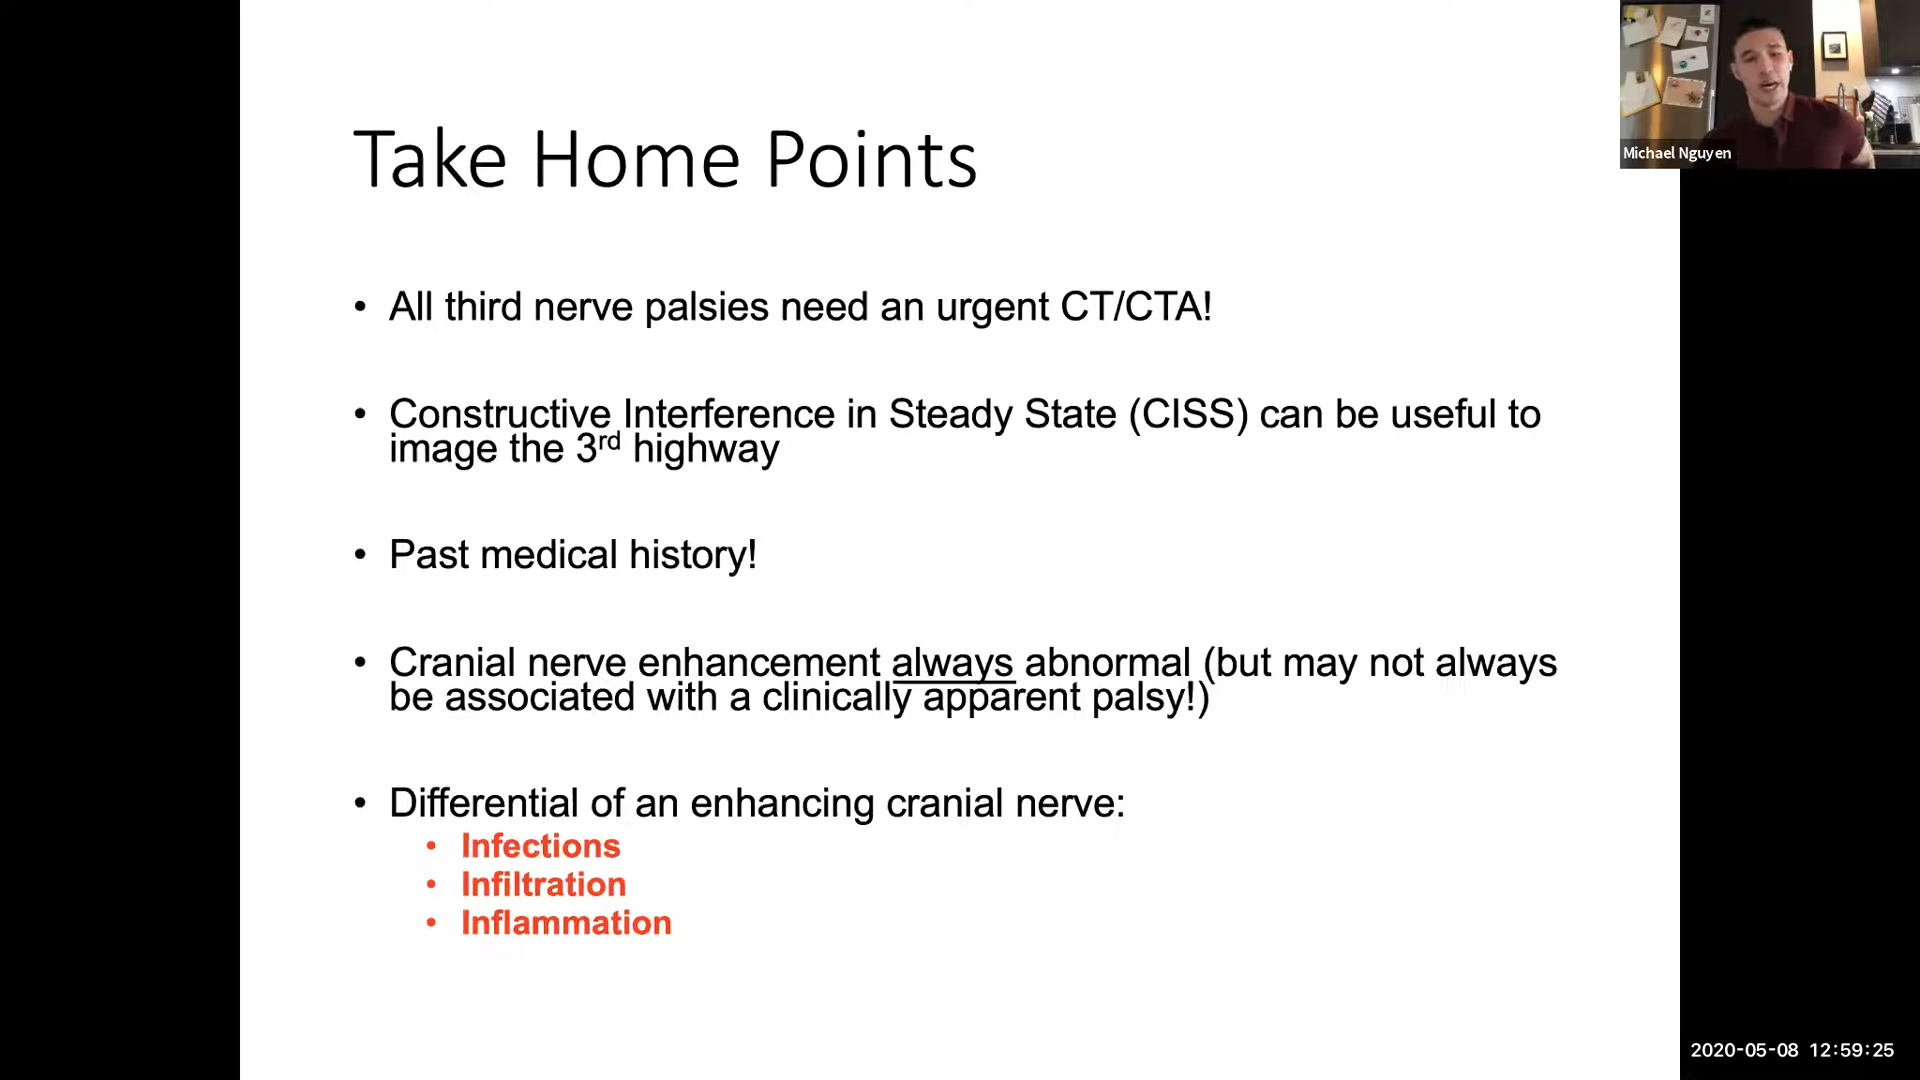 Take Home Points
• All third nerve palsies need an urgent CT/CTA!
• Constructive Interference in Steady State (CISS) can be useful to
image the 3rd highway
• Past medical history!
• Cranial nerve enhancement always abnormal (but may not always
be associated with a clinically apparent palsy!)
• Differential of an enhancing cranial nerve:
• Infections
• Infiltration
• Inflammation
Michael Nguyen
2020-05-08 12:59:25